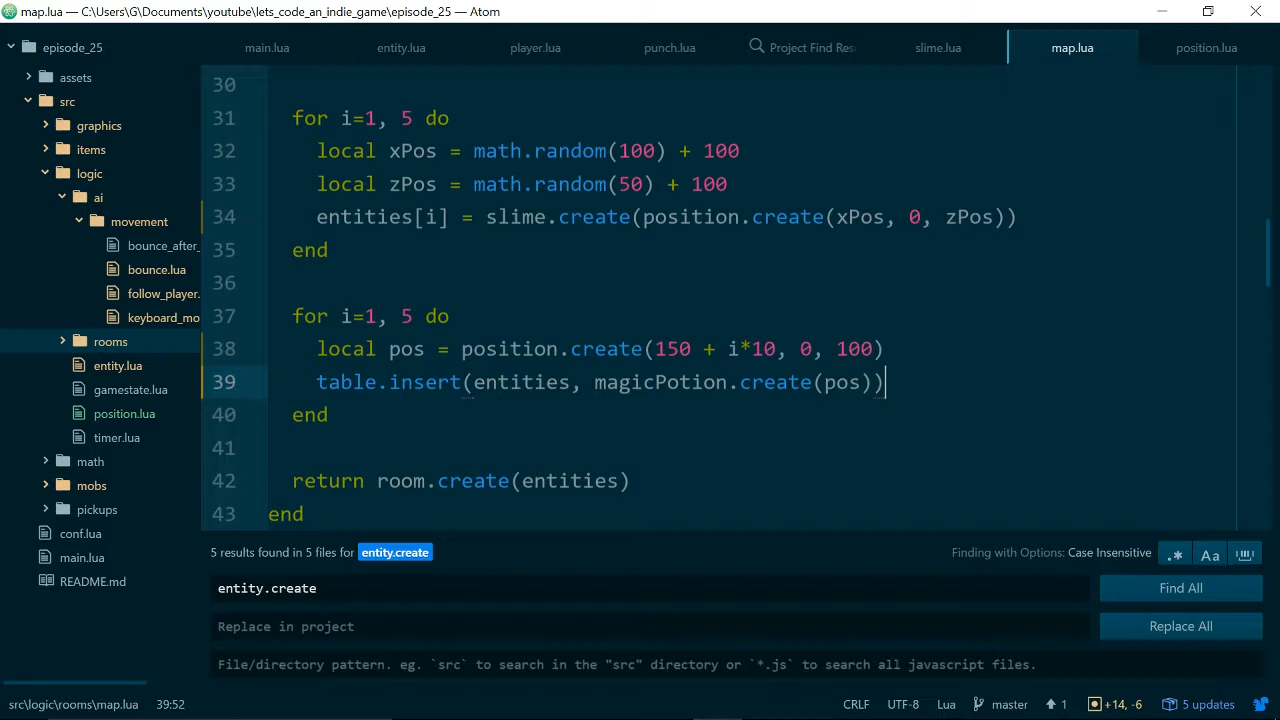 map.lua — C:\Users\G\Documents\youtube\lets_code_an_indie_game\episode_25 — Atom
episode_25
assets
src
graphics
items
logic
ai
movement
bounce_after_
bounce.lua
follow_player.
keyboard_mo
rooms
entity.lua
gamestate.lua
position.lua
timer.lua
math
mobs
pickups
conf.lua
main.lua
README.md
main.lua entity.lua player.lua punch.lua Project Find Res slime.lua map.lua position.lua
30
31 for i=1, 5 do
32 local xPos = math.random(100) + 100
33 local zPos = math.random(50) + 100
34 entities[i] = slime.create(position.create(xPos, 0, zPos))
35 end
36
37 for i=1, 5 do
38 local pos = position.create(150 + i*10, 0, 100)
39 table.insert(entities, magicPotion.create(pos))
40 end
41
42 return room.create(entities)
43 end
5 results found in 5 files for entity.create Finding with Options: Case Insensitive .* Aa
entity.create Find All
Replace in project Replace All
File/directory pattern. eg. `src` to search in the "src" directory or `*.js` to search all javascript files.
src\logic\rooms\map.lua 39:52 CRLF UTF-8 Lua master 1 +14, -6 5 updates